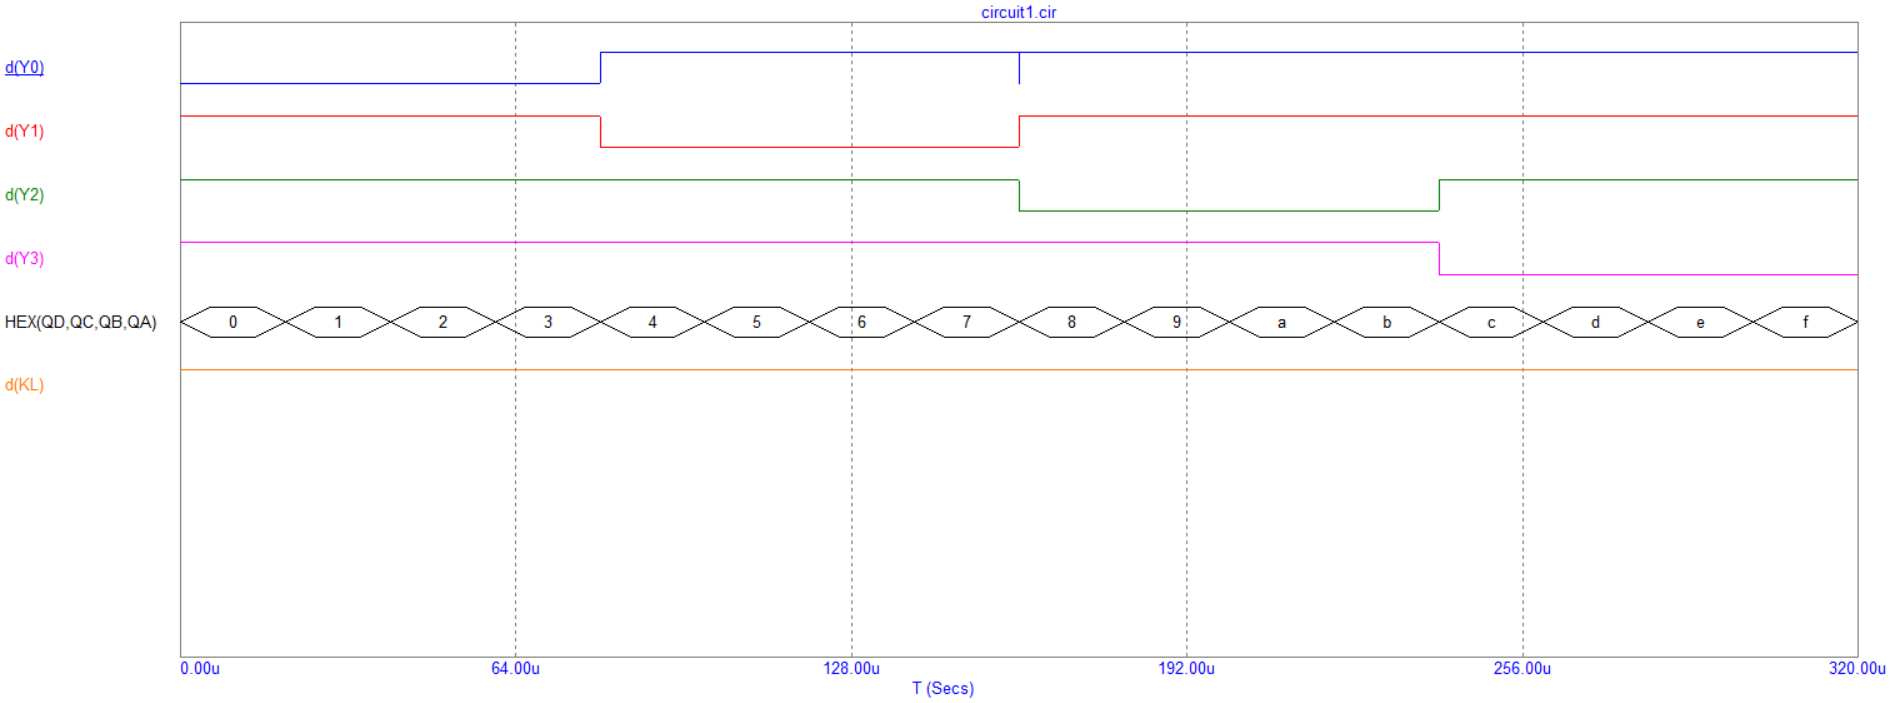 circuit1.cir
d(Y0)
d(Y1)
d(Y2)
d(Y3)
HEX(QD,QC,QB,QA) 0 1 2 3 4 5 6 7 8 9 a b c d e f
d(KL)
0.00u 64.00u 128.00u 192.00u 256.00u 320.00u
T (Secs)